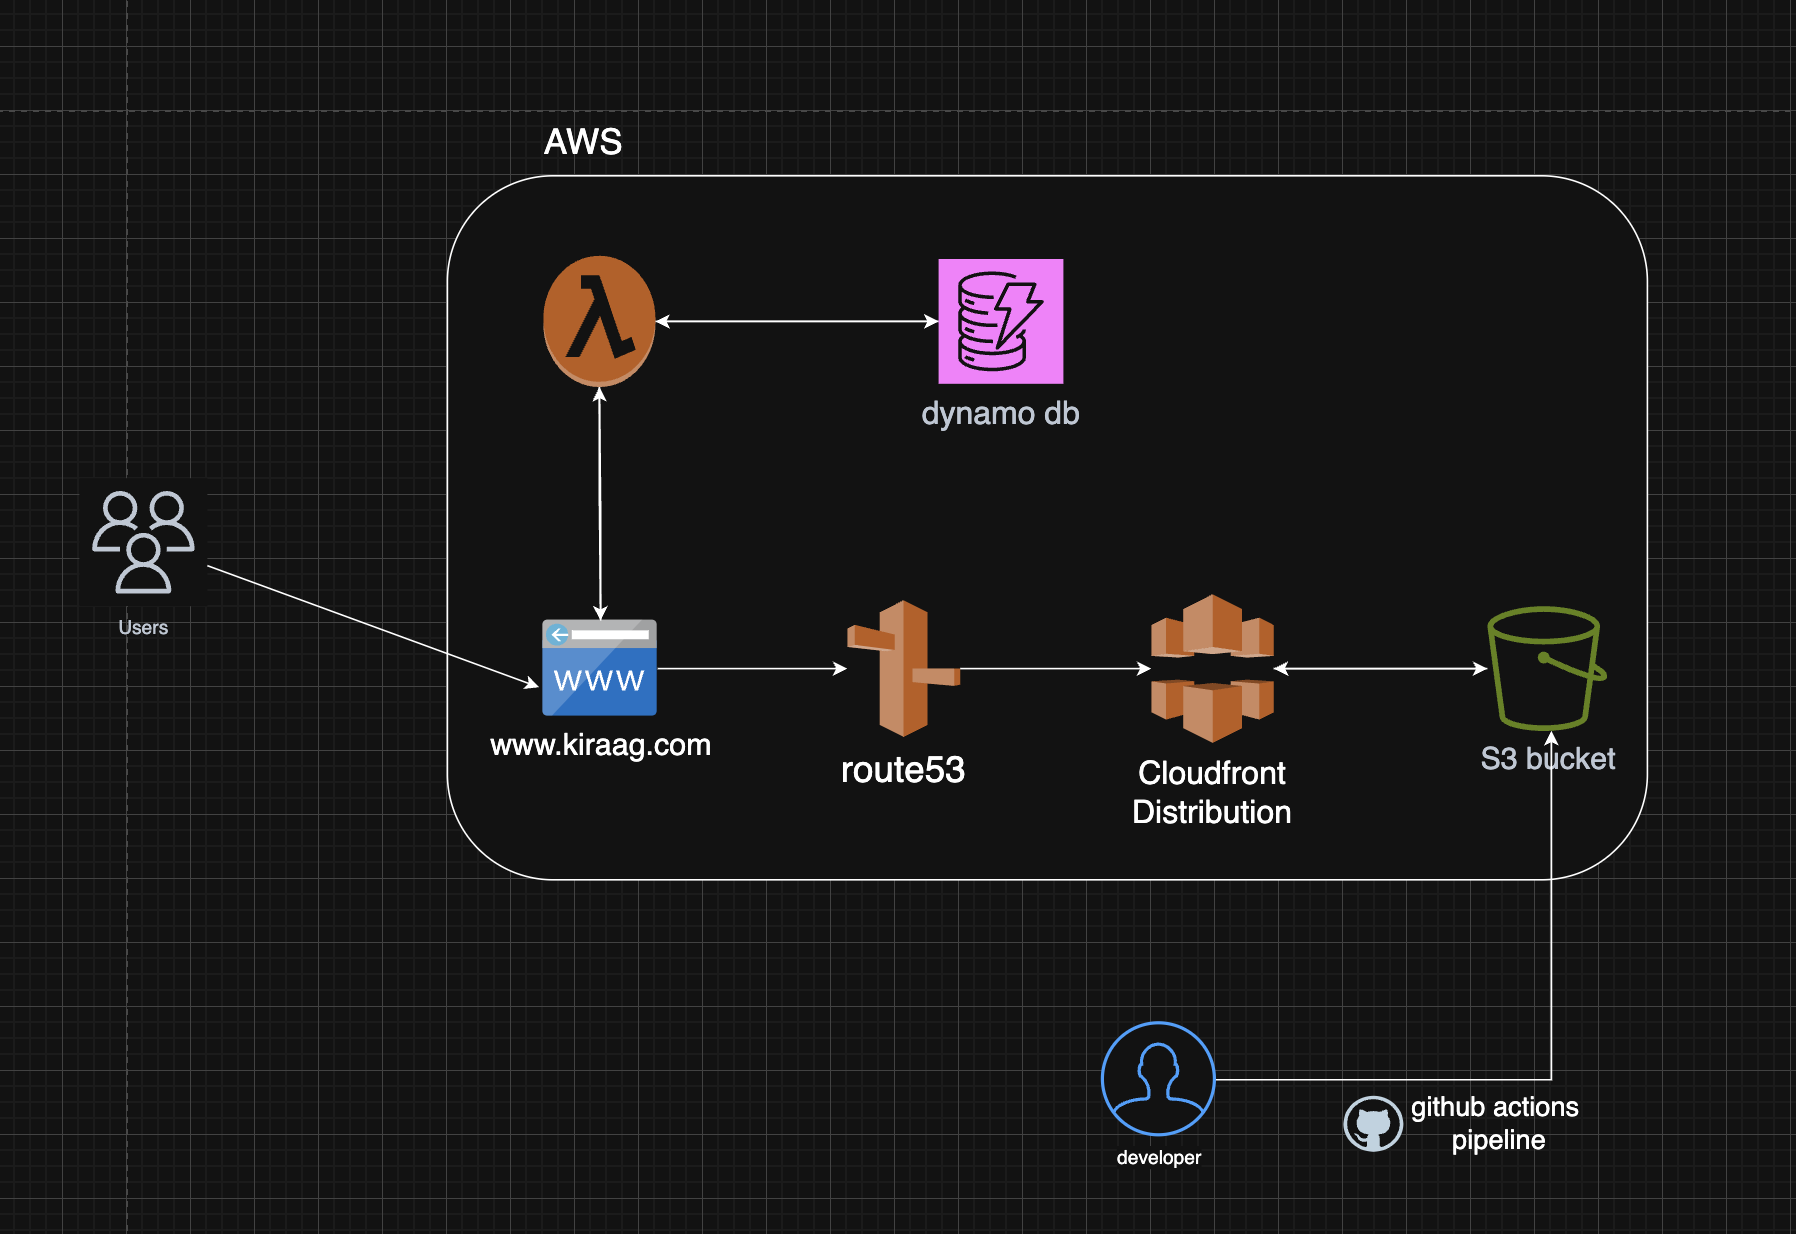 AWS
dynamo db
Users
WWW
www.kiraag.com
route53
Cloudfront
Distribution
S3 bucket
developer
github actions
pipeline